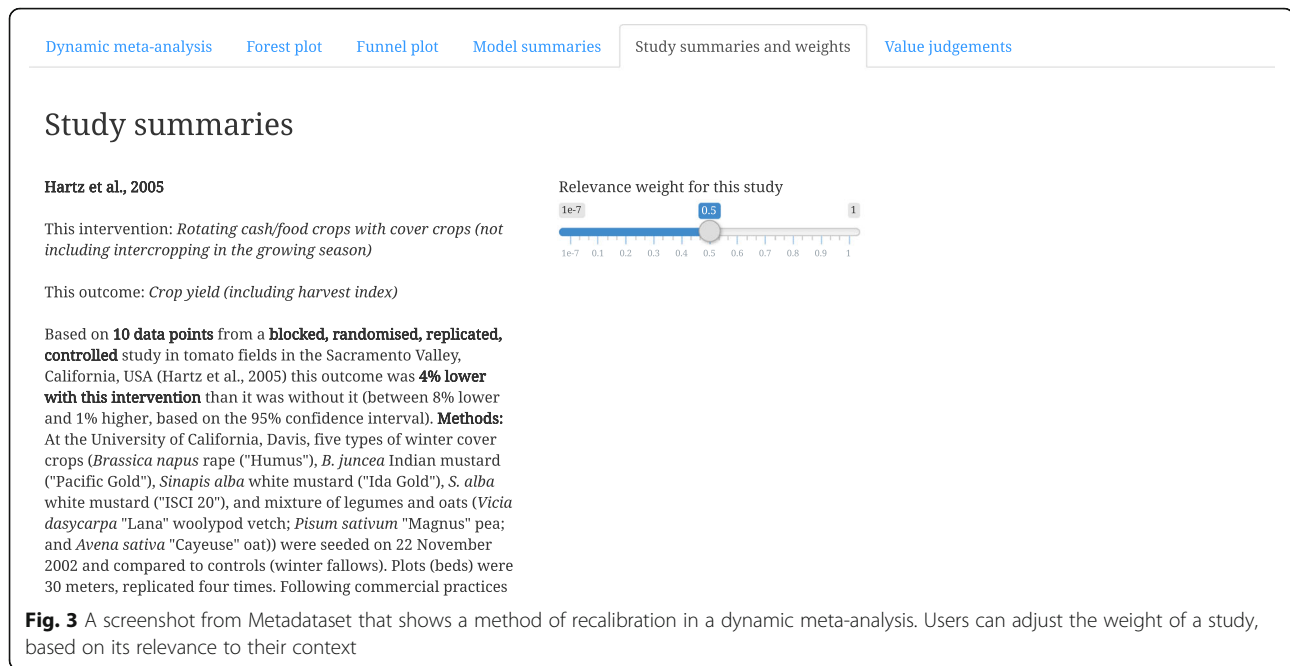 Dynamic meta-analysis Forest plot Funnel plot Model summaries Study summaries and weights Value judgements
Study summaries
Hartz et al., 2005
This intervention: Rotating cash/food crops with cover crops (not
including intercropping in the growing season)
This outcome: Crop yield (including harvest index)
Based on 10 data points from a blocked, randomised, replicated,
controlled study in tomato fields in the Sacramento Valley,
California, USA (Hartz et al., 2005) this outcome was 4% lower
with this intervention than it was without it (between 8% lower
and 1% higher, based on the 95% confidence interval). Methods:
At the University of California, Davis, five types of winter cover
crops (Brassica napus rape ("Humus"), B. juncea Indian mustard
("Pacific Gold"), Sinapis alba white mustard ("Ida Gold"), S. alba
white mustard ("ISCI 20"), and mixture of legumes and oats (Vicia
dasycarpa "Lana" woolypod vetch; Pisum sativum "Magnus" pea;
and Avena sativa "Cayeuse" oat)) were seeded on 22 November
2002 and compared to controls (winter fallows). Plots (beds) were
30 meters, replicated four times. Following commercial practices
Relevance weight for this study
1e-7 0.5 1
1e-7 0.1 0.2 0.3 0.4 0.5 0.6 0.7 0.8 0.9 1
Fig. 3 A screenshot from Metadataset that shows a method of recalibration in a dynamic meta-analysis. Users can adjust the weight of a study,
based on its relevance to their context